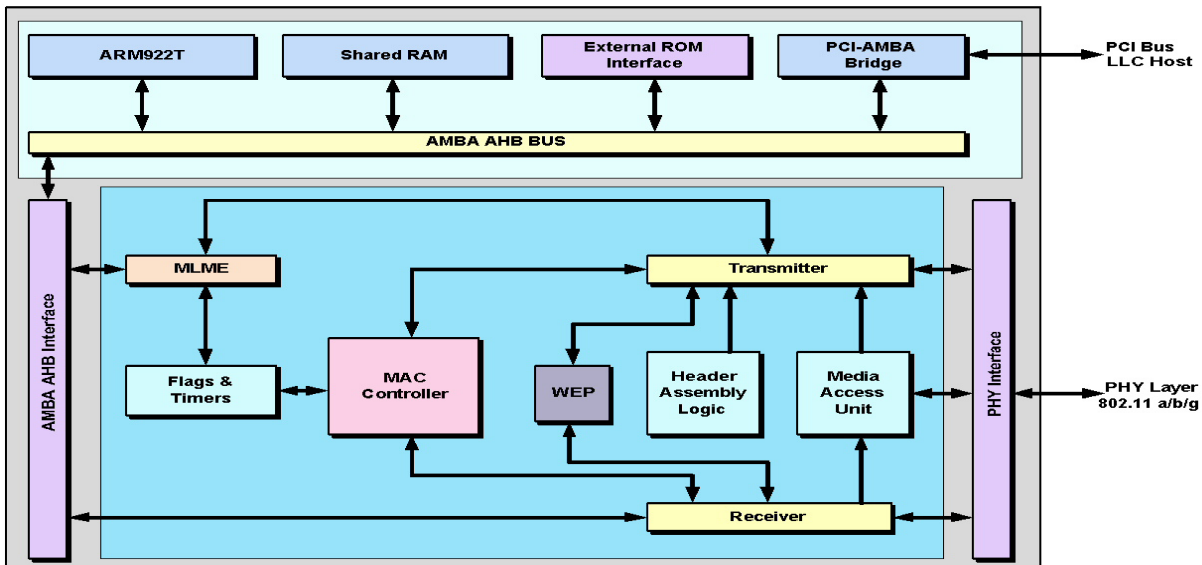 ARM922T
Shared RAM
External ROM
Interface
PCI-AMBA
Bridge
PCI Bus
LLC Host
AMBA AHB BUS
AMBA AHB Interface
MLME
Transmitter
Flags &
Timers
MAC
Controller
WEP
Header
Assembly
Logic
Media
Access
Unit
Receiver
PHY Interface
PHY Layer
802.11 a/b/g